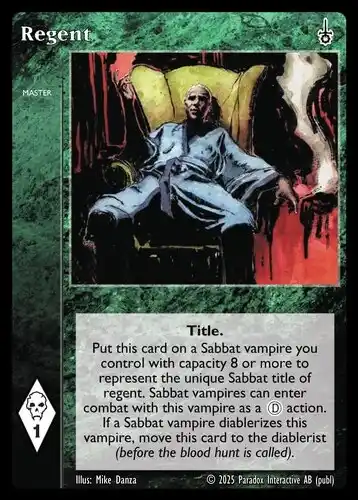 Regent
MASTER
Title.
Put this card on a Sabbat vampire you
control with capacity 8 or more to
represent the unique Sabbat title of
regent. Sabbat vampires can enter
combat with this vampire as a Ⓓ action.
If a Sabbat vampire diablerizes this
vampire, move this card to the diablerist
(before the blood hunt is called).
1
Illus: Mike Danza © 2025 Paradox Interactive AB (publ)